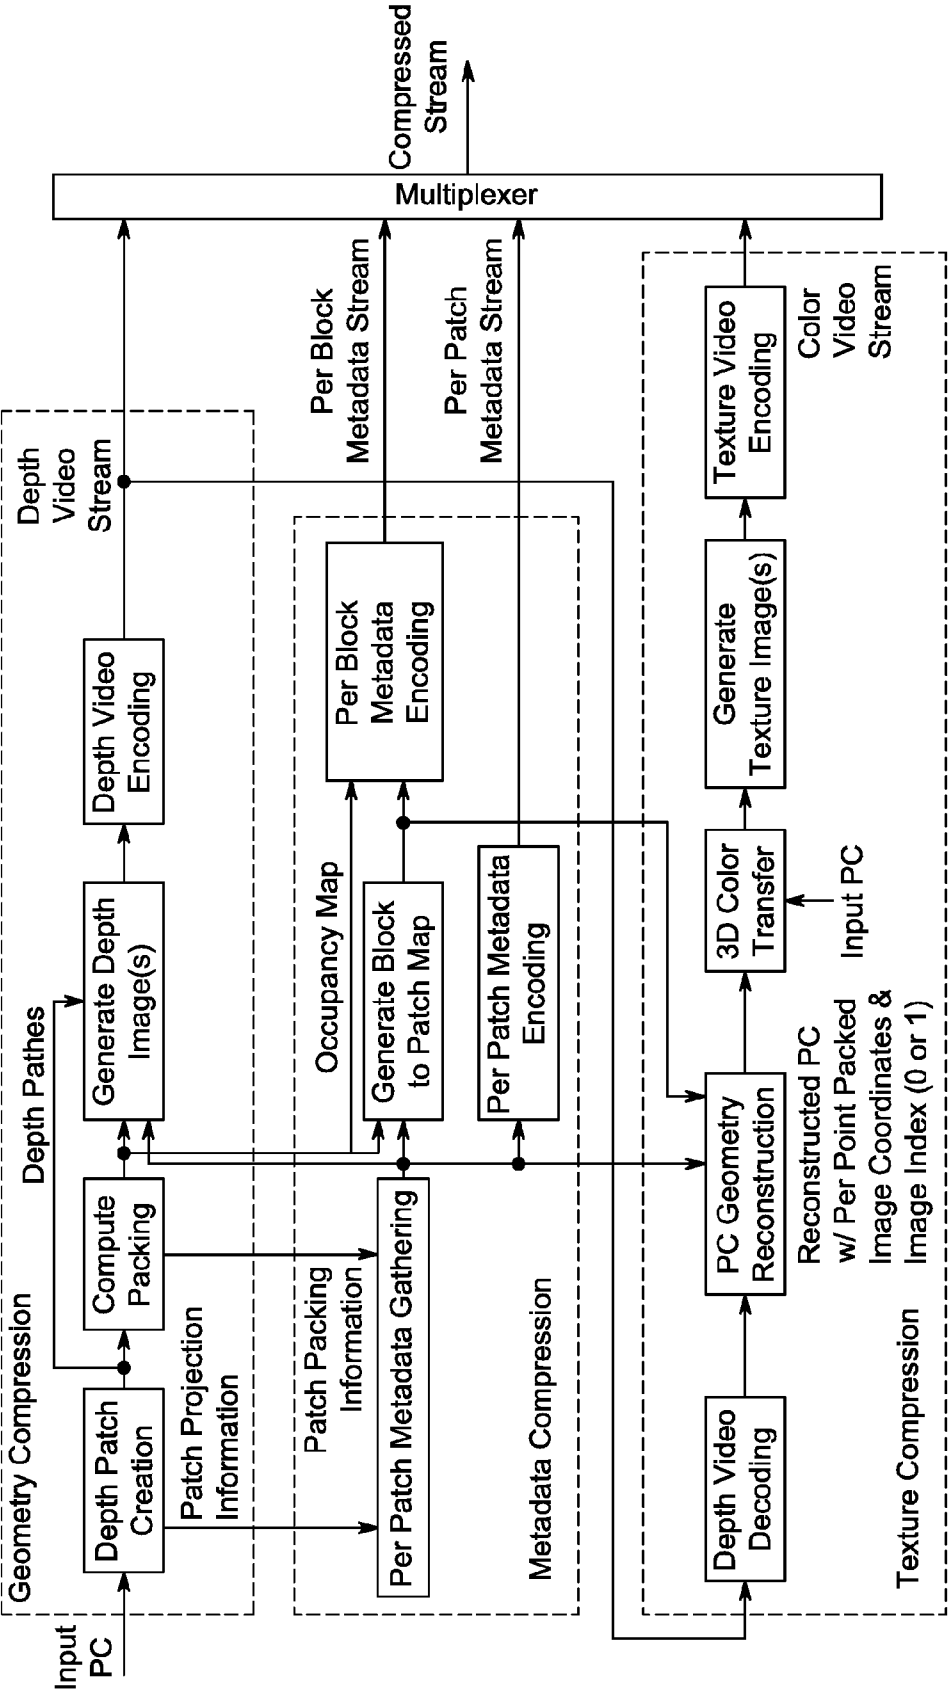 Geometry Compression
Input
PC
Depth Patch
Creation
Patch Projection
Information
Compute
Packing
Depth Pathes
Generate Depth
Image(s)
Depth Video
Encoding
Depth
Video
Stream
Patch Packing
Information
Per Patch Metadata Gathering
Metadata Compression
Occupancy Map
Generate Block
to Patch Map
Per Patch Metadata
Encoding
Per Block
Metadata
Encoding
Per Block
Metadata Stream
Per Patch
Metadata Stream
Depth Video
Decoding
Texture Compression
PC Geometry
Reconstruction
Reconstructed PC
w/ Per Point Packed
Image Coordinates &
Image Index (0 or 1)
3D Color
Transfer
Input PC
Generate
Texture Image(s)
Texture Video
Encoding
Color
Video
Stream
Multiplexer
Compressed
Stream